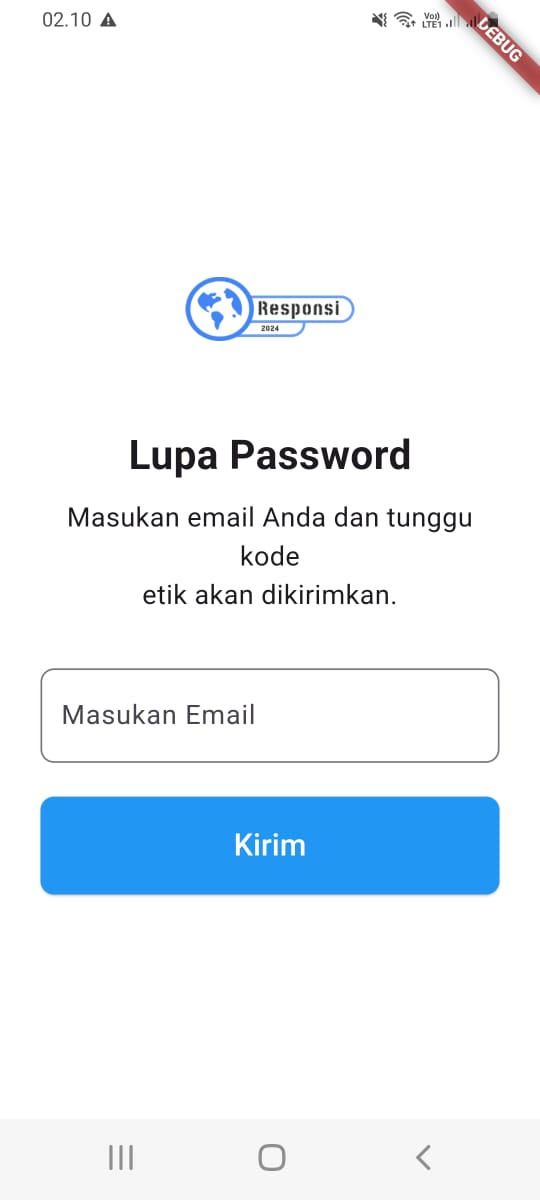 02.10
Vo))
LTE1
DEBUG
Responsi
2024
Lupa Password
Masukan email Anda dan tunggu
kode
etik akan dikirimkan.
Masukan Email
Kirim